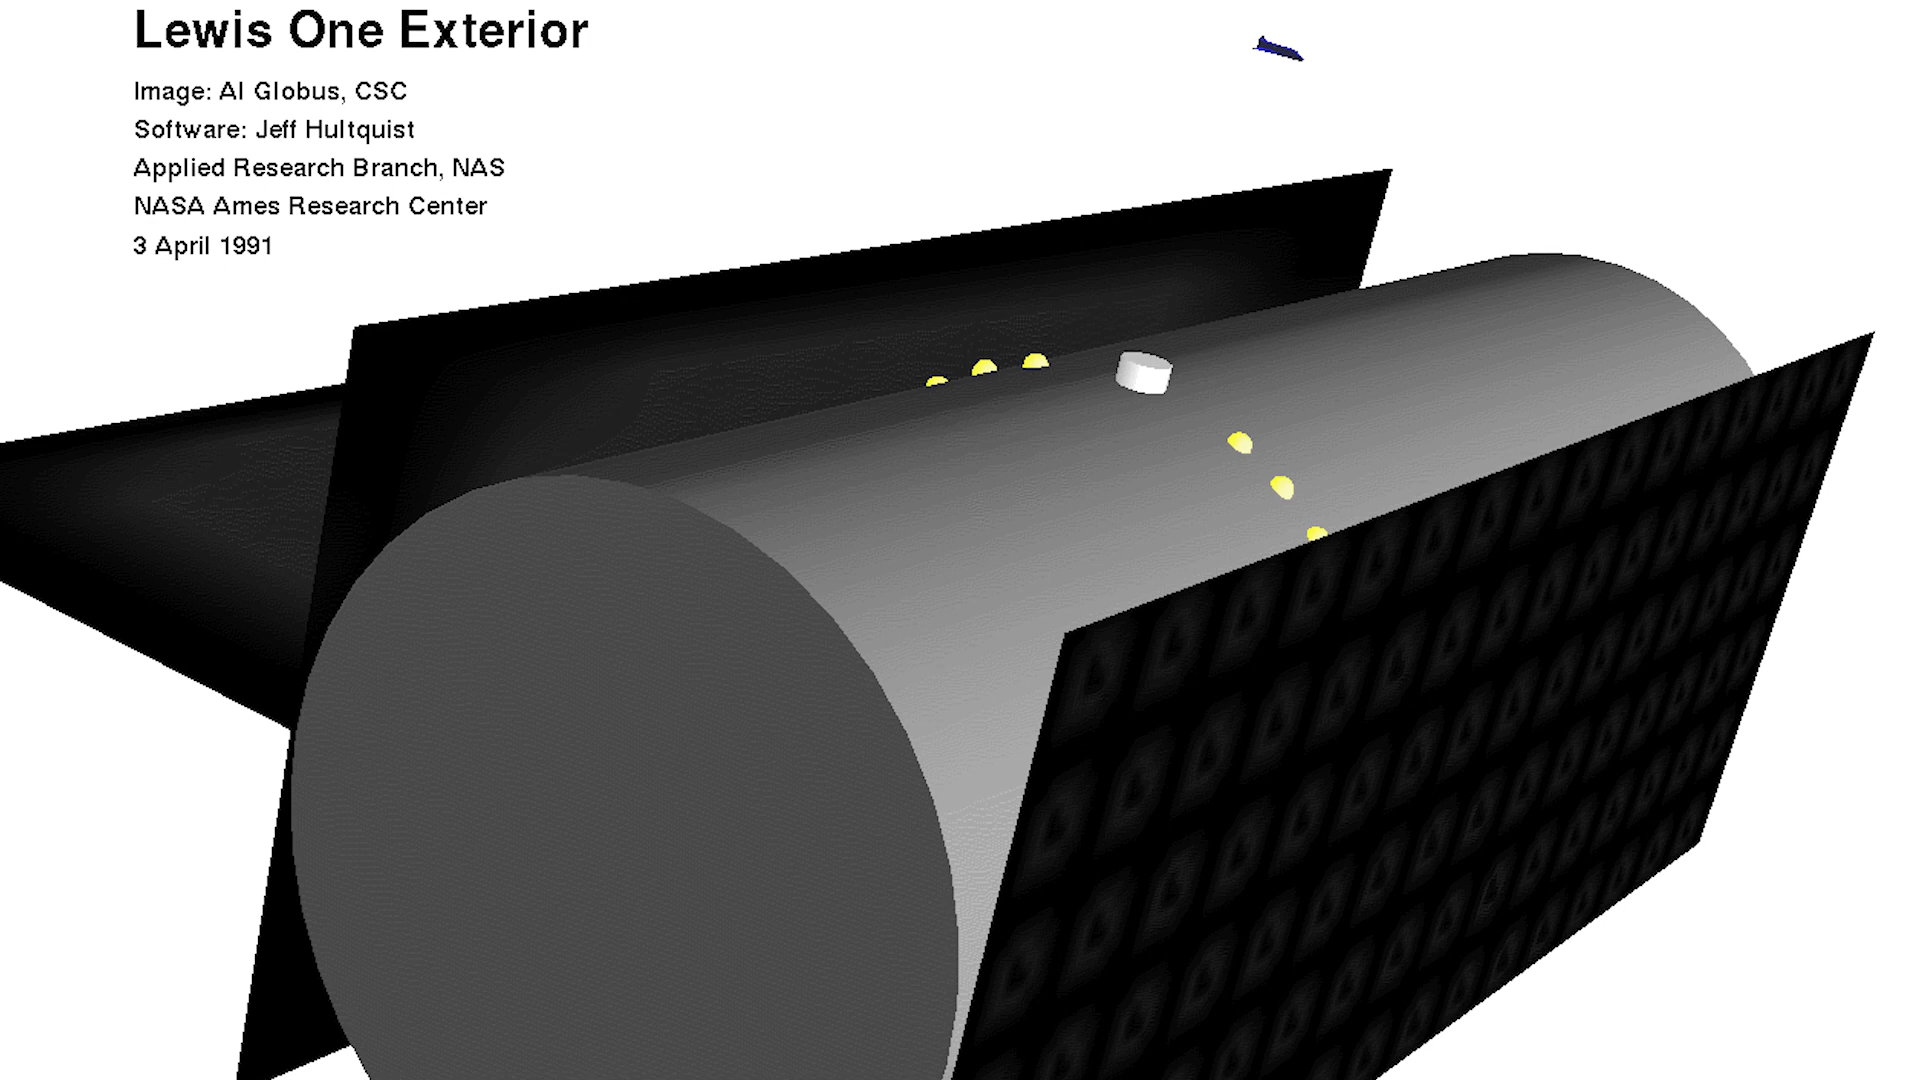 Lewis One Exterior
Image: Al Globus, CSC
Software: Jeff Hultquist
Applied Research Branch, NAS
NASA Ames Research Center
3 April 1991